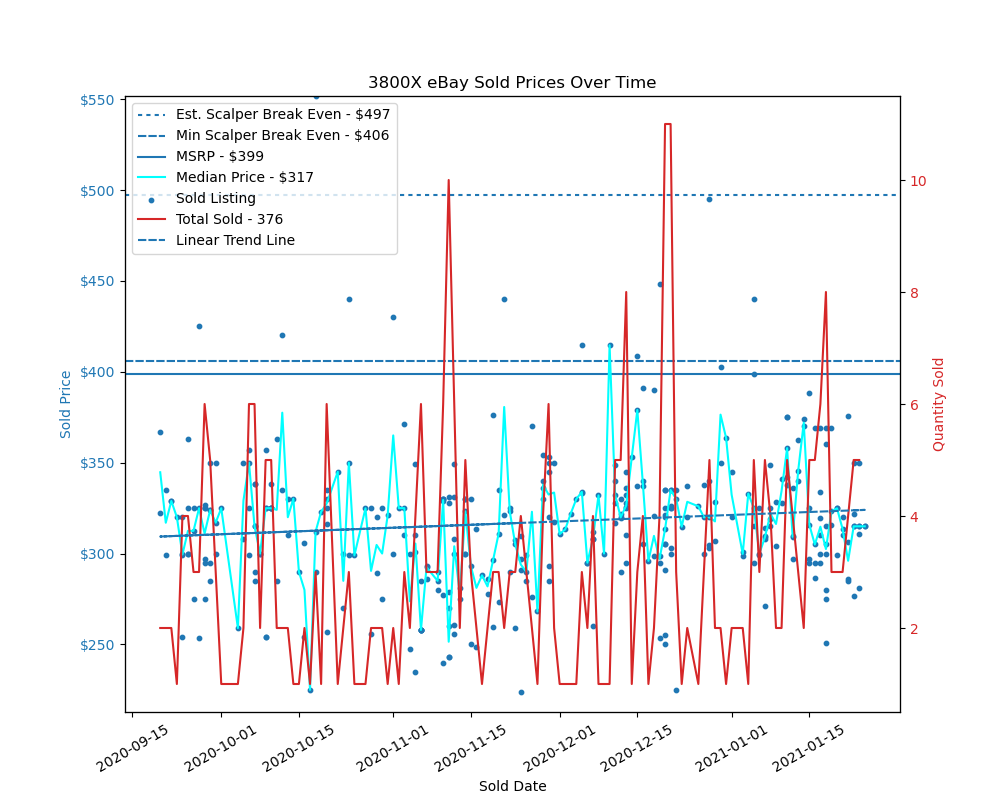 3800X eBay Sold Prices Over Time
Est. Scalper Break Even - $497
Min Scalper Break Even - $406
MSRP - $399
Median Price - $317
Sold Listing
Total Sold - 376
Linear Trend Line
$550
$500
$450
$400
$350
$300
$250
Sold Price
10
8
6
4
2
Quantity Sold
2020-09-15
2020-10-01
2020-10-15
2020-11-01
2020-11-15
2020-12-01
2020-12-15
2021-01-01
2021-01-15
Sold Date